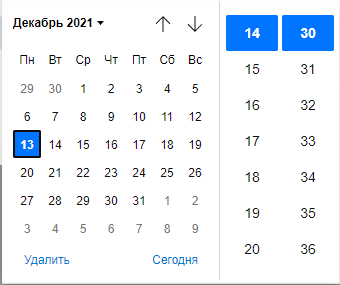 Декабрь 2021
Пн Вт Ср Чт Пт Сб Вс
29 30 1 2 3 4 5
6 7 8 9 10 11 12
13 14 15 16 17 18 19
20 21 22 23 24 25 26
27 28 29 30 31 1 2
3 4 5 6 7 8 9
Удалить Сегодня
14 30
15 31
16 32
17 33
18 34
19 35
20 36